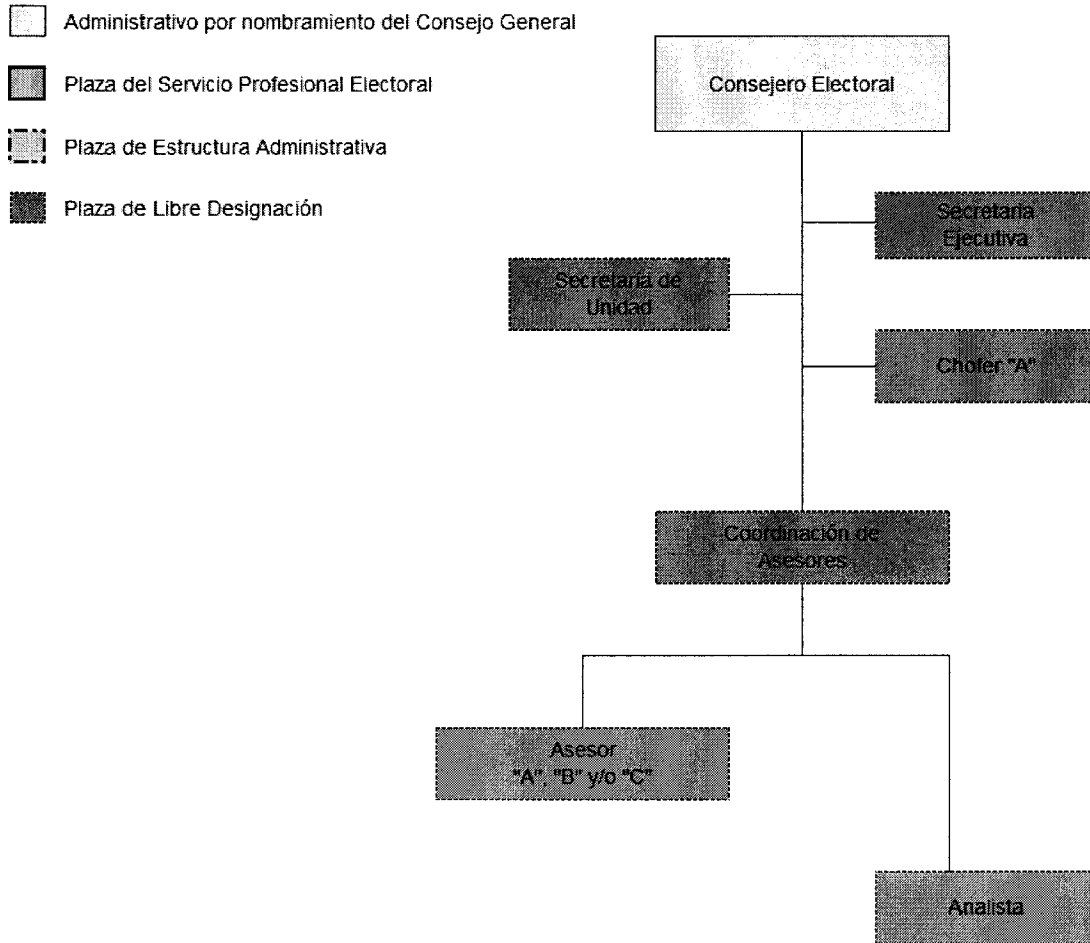 Administrativo por nombramiento del Consejo General
Plaza del Servicio Profesional Electoral
Plaza de Estructura Administrativa
Plaza de Libre Designación
Consejero Electoral
Secretaria
Ejecutiva
Secretaría de
Unidad
Chofer "A"
Coordinación de
Asesores
Asesor
"A", "B" y/o "C"
Analista